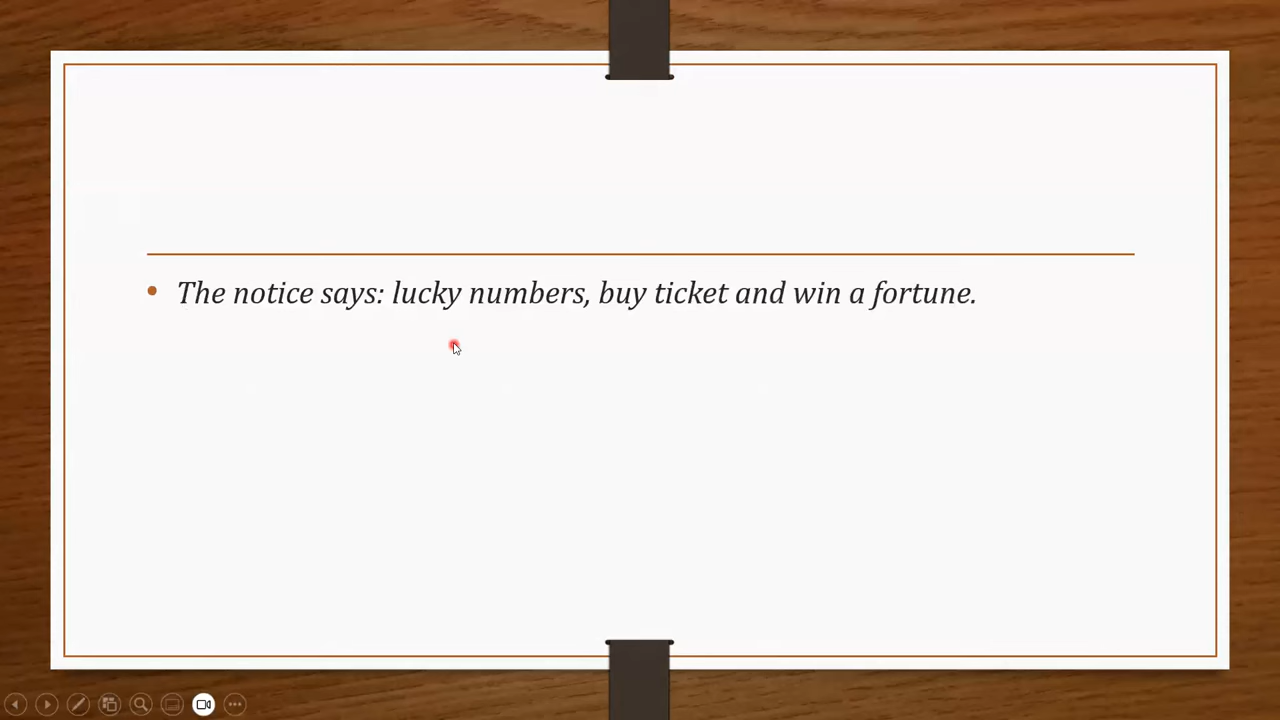 • The notice says: lucky numbers, buy ticket and win a fortune.